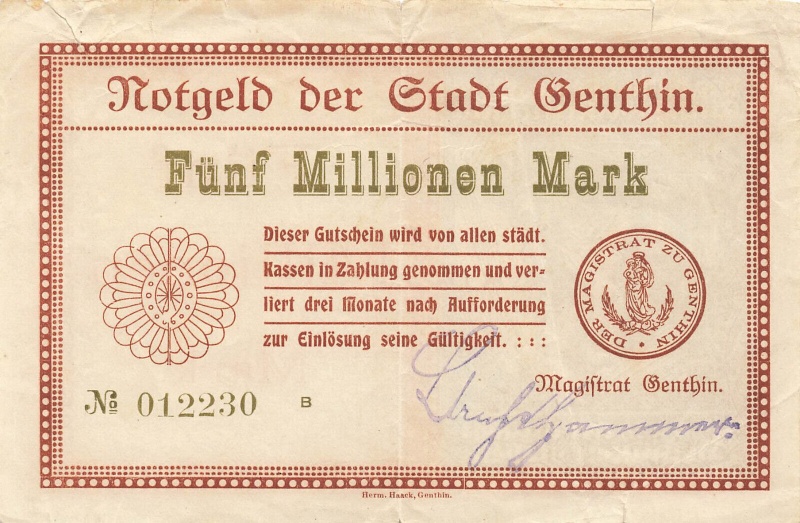 Notgeld der Stadt Genthin.
Fünf Millionen Mark
Dieser Gutschein wird von allen städt.
Kassen in Zahlung genommen und ver-
liert drei Monate nach Aufforderung
zur Einlösung seine Gültigkeit. : : :
DER MAGISTRAT ZU GENTHIN
Magistrat Genthin.
№ 012230 B
Herm. Haack, Genthin.